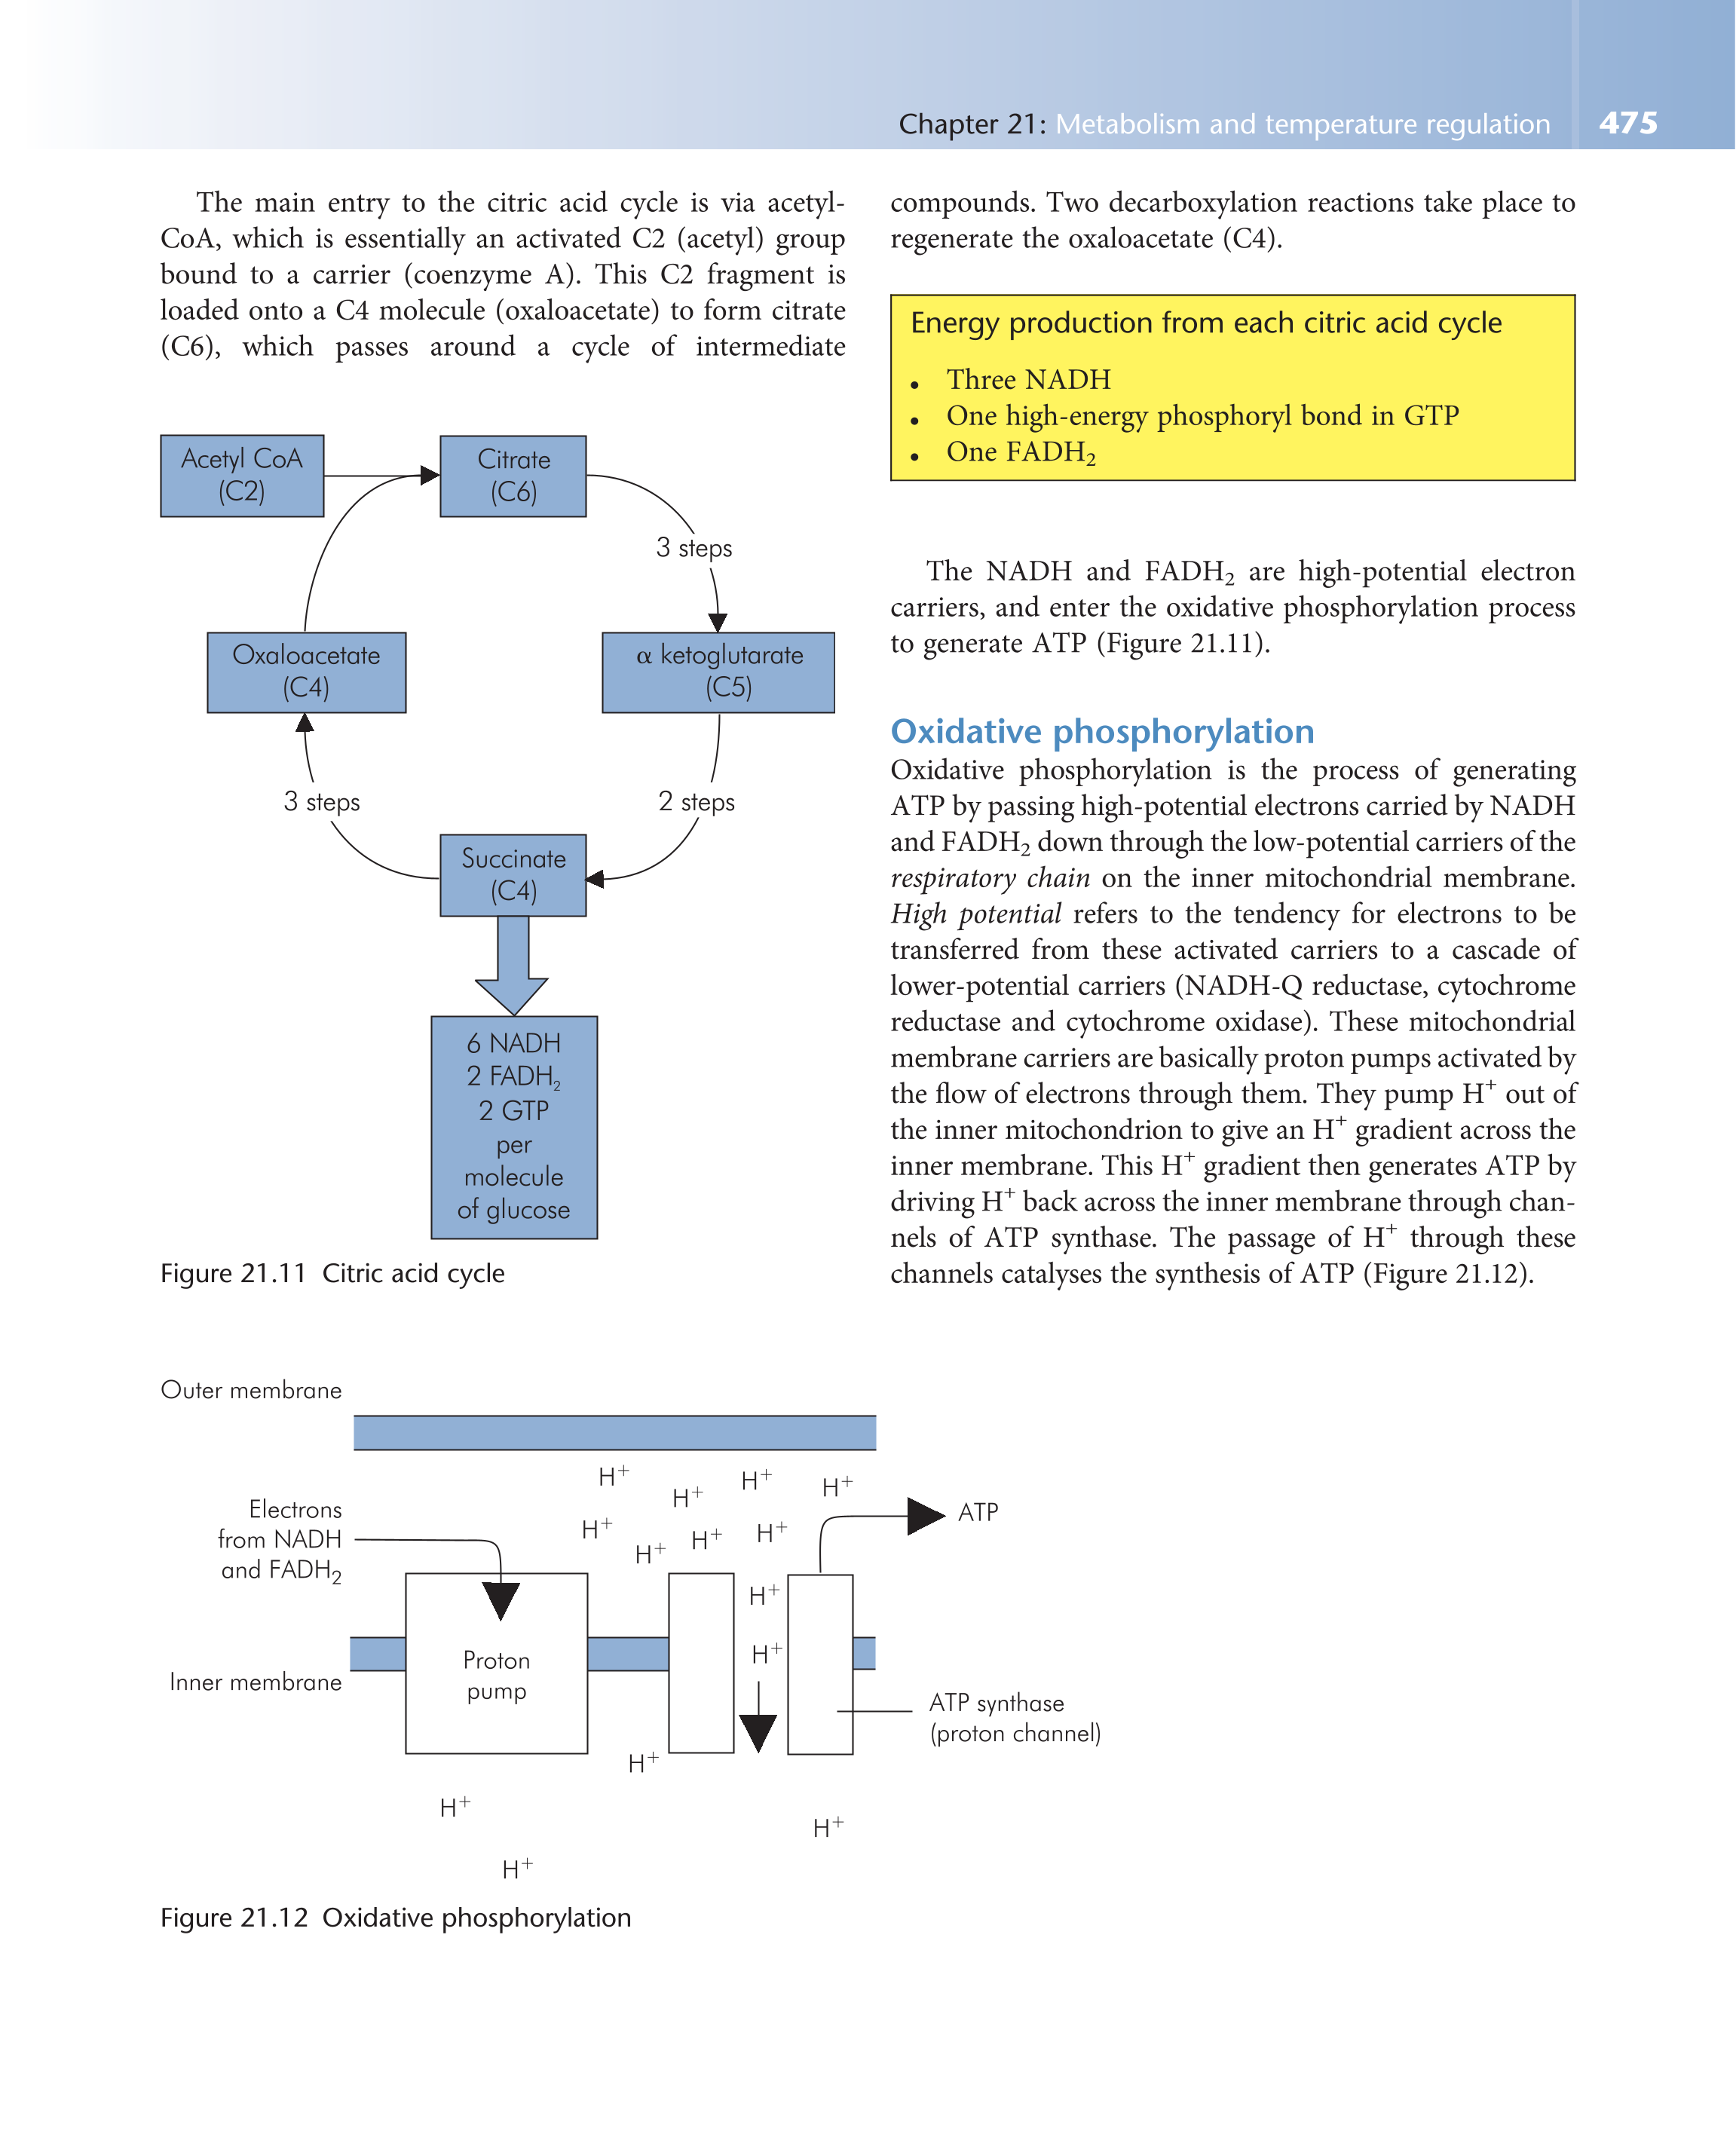 Chapter 21: Metabolism and temperature regulation 475
The main entry to the citric acid cycle is via acetyl-
CoA, which is essentially an activated C2 (acetyl) group
bound to a carrier (coenzyme A). This C2 fragment is
loaded onto a C4 molecule (oxaloacetate) to form citrate
(C6), which passes around a cycle of intermediate
Acetyl CoA
(C2)
Citrate
(C6)
3 steps
Oxaloacetate
(C4)
α ketoglutarate
(C5)
3 steps
2 steps
Succinate
(C4)
6 NADH
2 FADH₂
2 GTP
per
molecule
of glucose
Figure 21.11 Citric acid cycle
compounds. Two decarboxylation reactions take place to
regenerate the oxaloacetate (C4).
Energy production from each citric acid cycle
• Three NADH
• One high-energy phosphoryl bond in GTP
• One FADH₂
The NADH and FADH₂ are high-potential electron
carriers, and enter the oxidative phosphorylation process
to generate ATP (Figure 21.11).
Oxidative phosphorylation
Oxidative phosphorylation is the process of generating
ATP by passing high-potential electrons carried by NADH
and FADH₂ down through the low-potential carriers of the
respiratory chain on the inner mitochondrial membrane.
High potential refers to the tendency for electrons to be
transferred from these activated carriers to a cascade of
lower-potential carriers (NADH-Q reductase, cytochrome
reductase and cytochrome oxidase). These mitochondrial
membrane carriers are basically proton pumps activated by
the flow of electrons through them. They pump H⁺ out of
the inner mitochondrion to give an H⁺ gradient across the
inner membrane. This H⁺ gradient then generates ATP by
driving H⁺ back across the inner membrane through chan-
nels of ATP synthase. The passage of H⁺ through these
channels catalyses the synthesis of ATP (Figure 21.12).
Outer membrane
H⁺
H⁺
H⁺
H⁺
Electrons
from NADH
and FADH₂
H⁺
H⁺
H⁺
H⁺
ATP
H⁺
H⁺
Proton
pump
Inner membrane
ATP synthase
(proton channel)
H⁺
H⁺
H⁺
H⁺
Figure 21.12 Oxidative phosphorylation